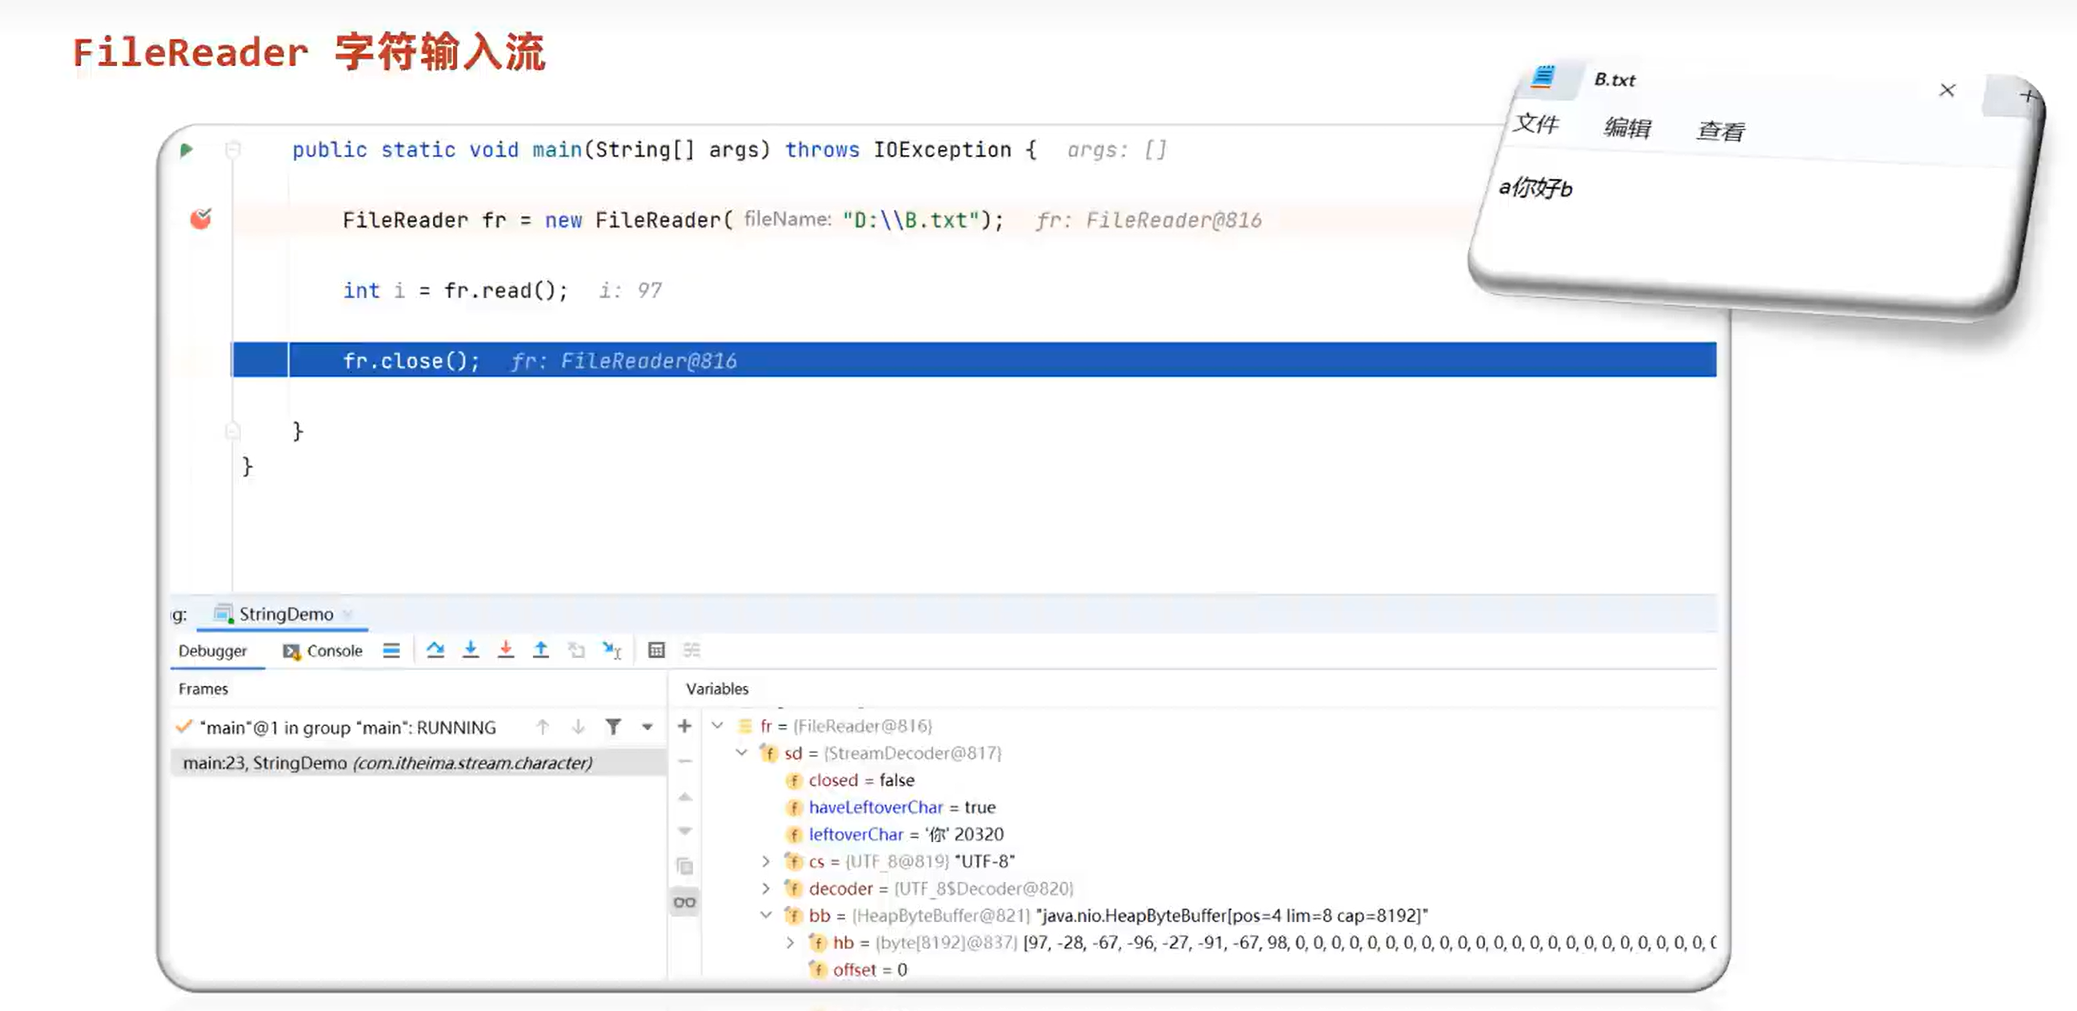 FileReader 字符输入流
B.txt
文件 编辑 查看
a你好b
public static void main(String[] args) throws IOException { args: []
FileReader fr = new FileReader( fileName: "D:\\B.txt"); fr: FileReader@816
int i = fr.read(); i: 97
fr.close(); fr: FileReader@816
}
}
g: StringDemo
Debugger Console
Frames
Variables
"main"@1 in group "main": RUNNING
main:23, StringDemo (com.itheima.stream.character)
fr = {FileReader@816}
sd = {StreamDecoder@817}
closed = false
haveLeftoverChar = true
leftoverChar = '你' 20320
cs = {UTF_8@819} "UTF-8"
decoder = {UTF_8$Decoder@820}
bb = {HeapByteBuffer@821} "java.nio.HeapByteBuffer[pos=4 lim=8 cap=8192]"
hb = {byte[8192]@837} [97, -28, -67, -96, -27, -91, -67, 98, 0, 0, 0, 0, 0, 0, 0, 0, 0, 0, 0, 0, 0, 0, 0, 0, 0, 0, 0, 0, 0, 0, 0,
offset = 0